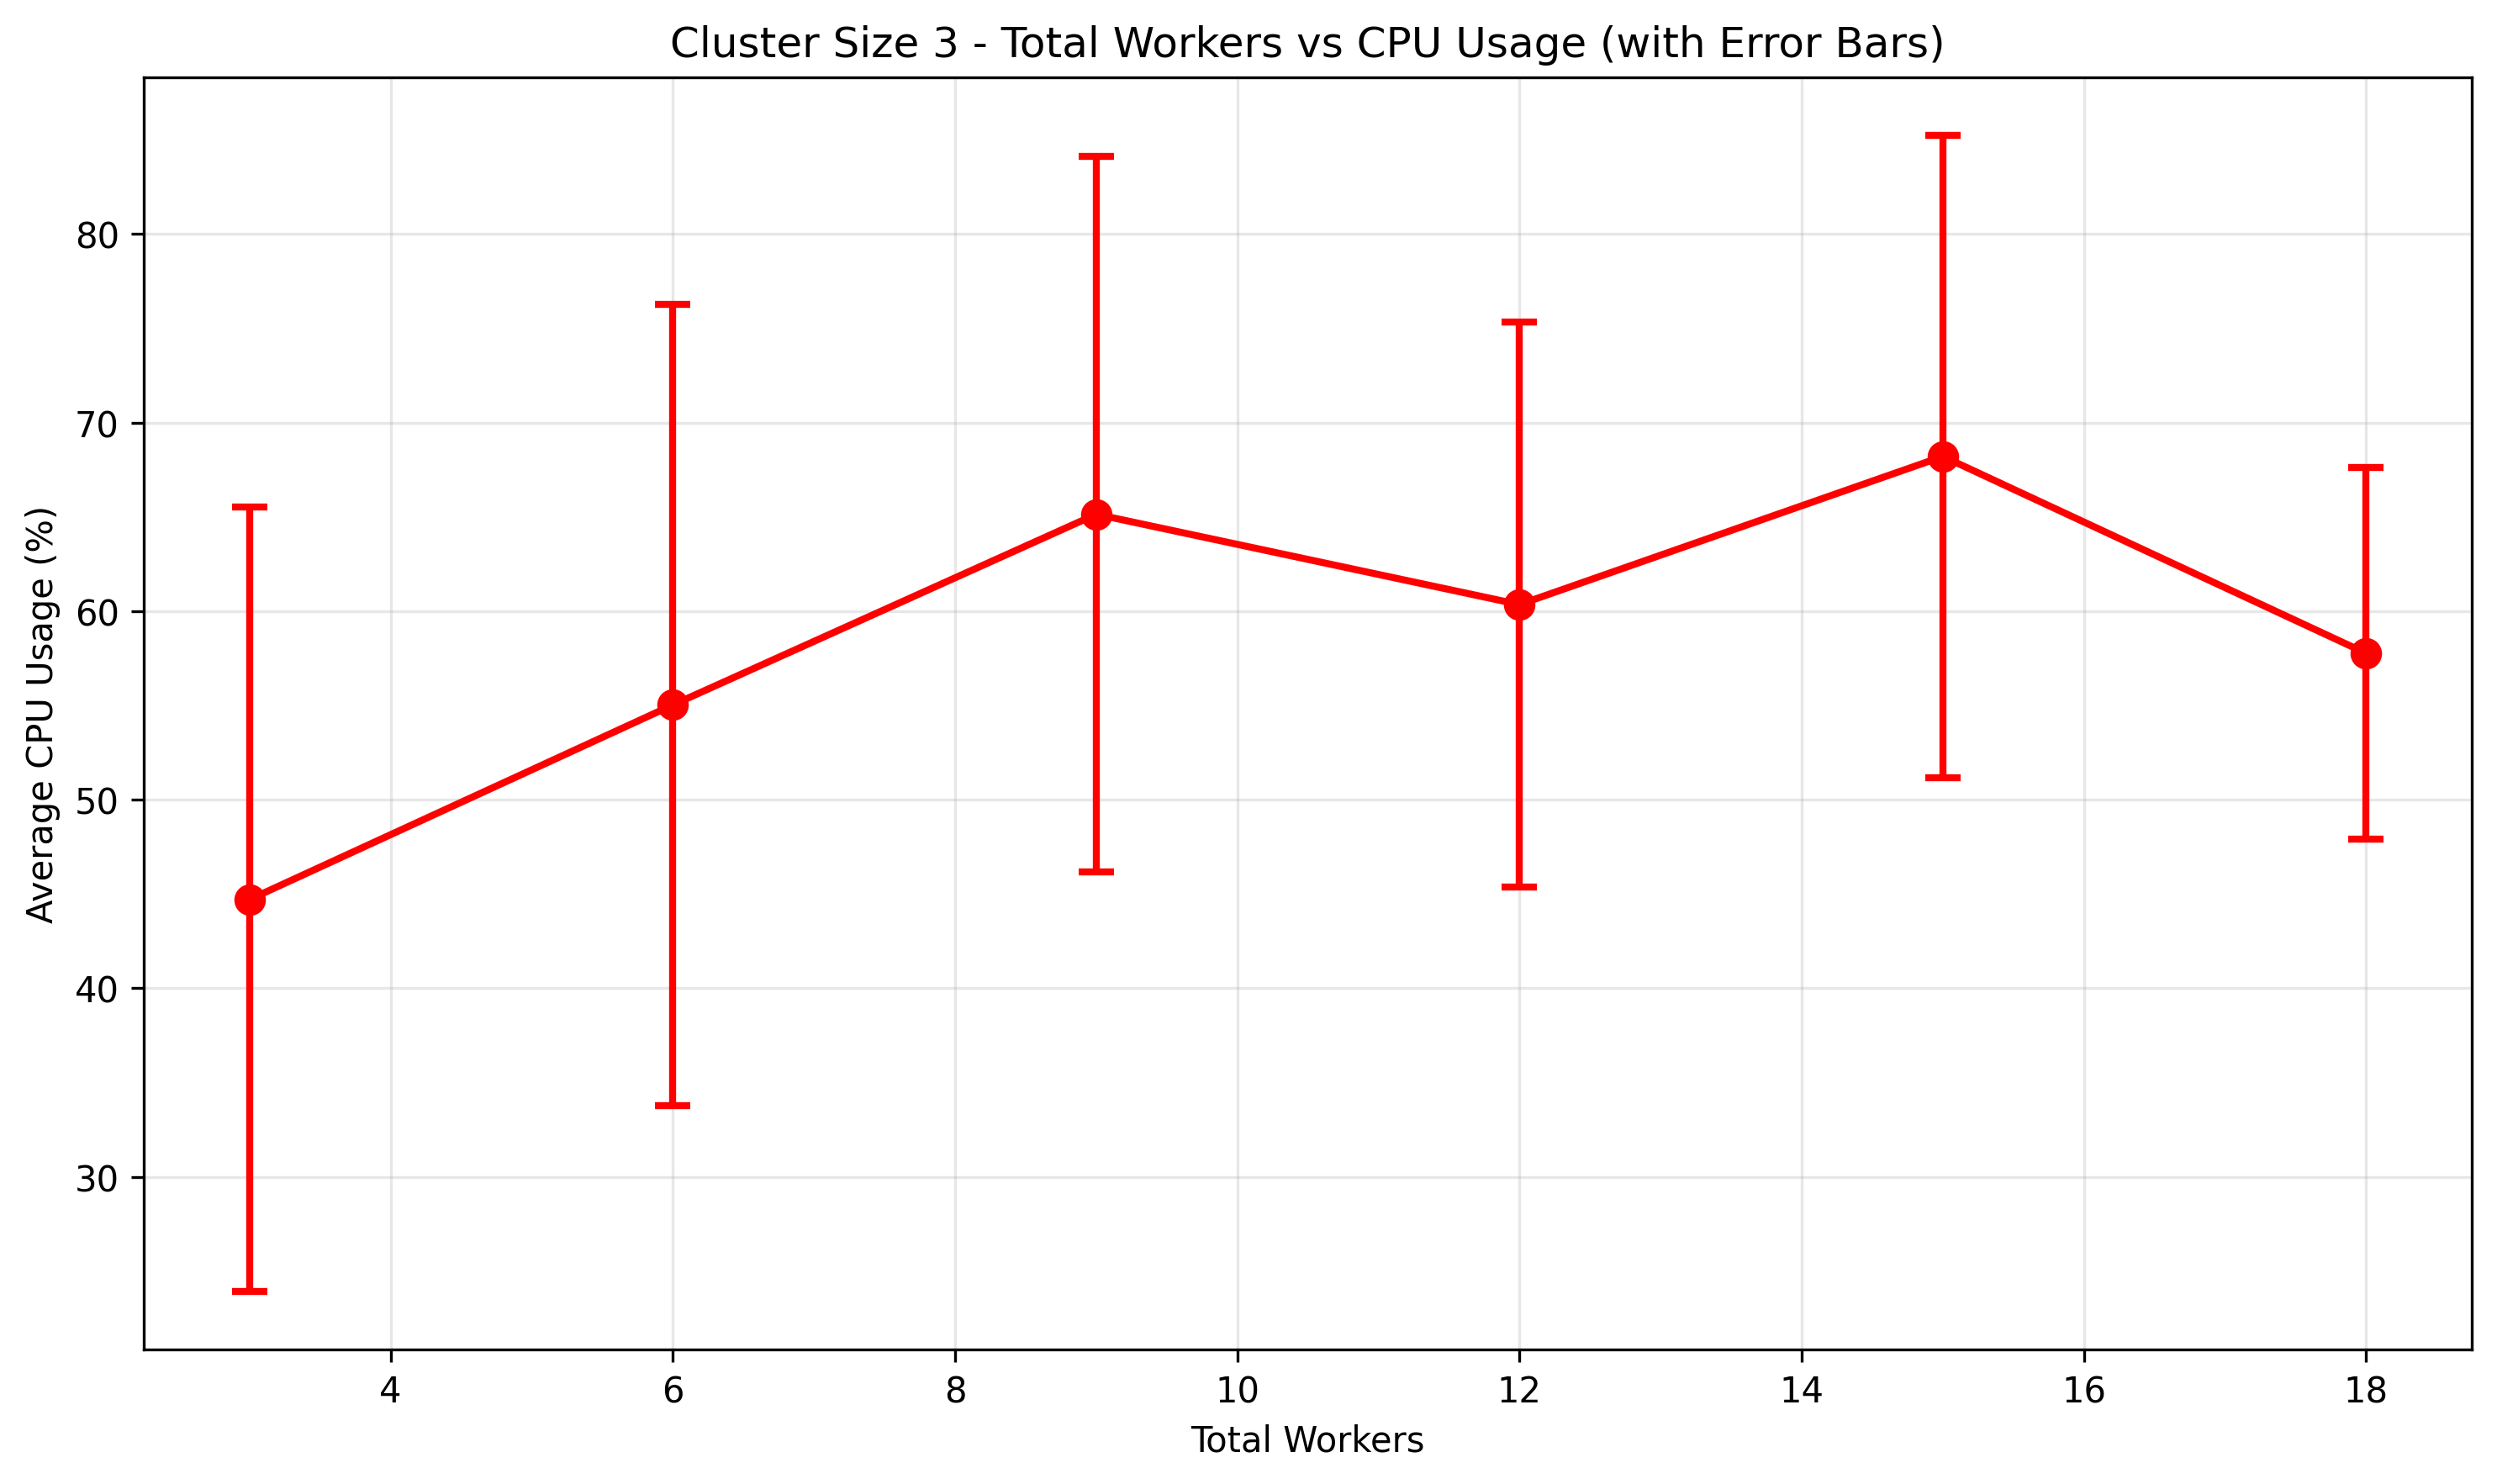 Cluster Size 3 - Total Workers vs CPU Usage (with Error Bars)
Average CPU Usage (%)
80
70
60
50
40
30
4 6 8 10 12 14 16 18
Total Workers